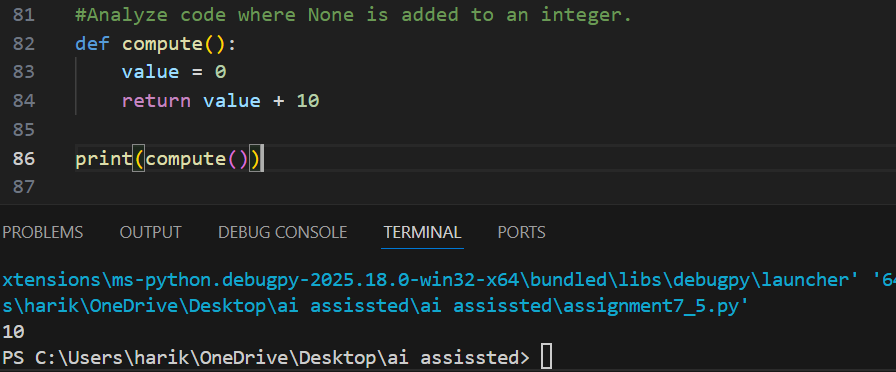 81 #Analyze code where None is added to an integer.
82 def compute():
83     value = 0
84     return value + 10
85
86 print(compute())
87
PROBLEMS OUTPUT DEBUG CONSOLE TERMINAL PORTS
xtensions\ms-python.debugpy-2025.18.0-win32-x64\bundled\libs\debugpy\launcher' '64
s\harik\OneDrive\Desktop\ai assissted\ai assissted\assignment7_5.py'
10
PS C:\Users\harik\OneDrive\Desktop\ai assissted>